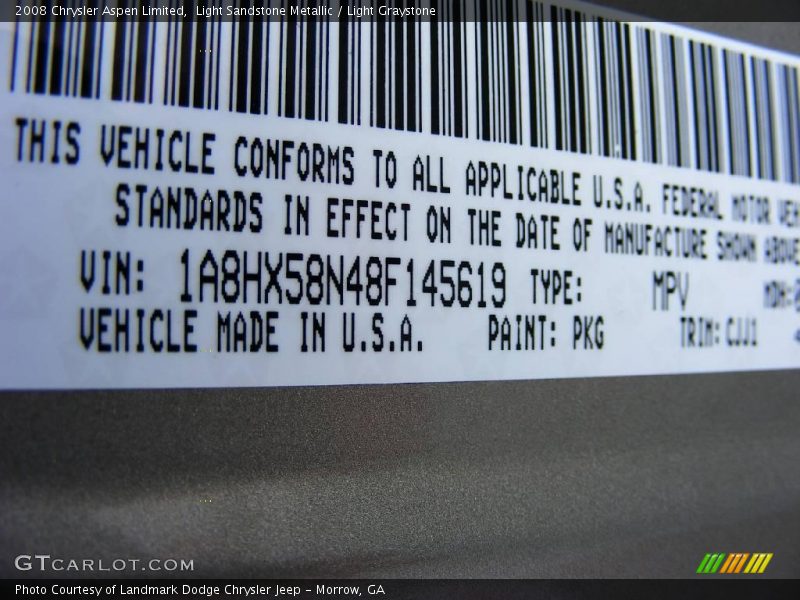 2008 Chrysler Aspen Limited, Light Sandstone Metallic / Light Graystone
THIS VEHICLE CONFORMS TO ALL APPLICABLE U.S.A. FEDERAL MOTOR
STANDARDS IN EFFECT ON THE DATE OF MANUFACTURE SHOWN ABOVE
VIN: 1A8HX58N48F145619 TYPE: MPV MDH:
VEHICLE MADE IN U.S.A. PAINT: PKG TRIM: CJJ1
GTCARLOT.COM
Photo Courtesy of Landmark Dodge Chrysler Jeep - Morrow, GA